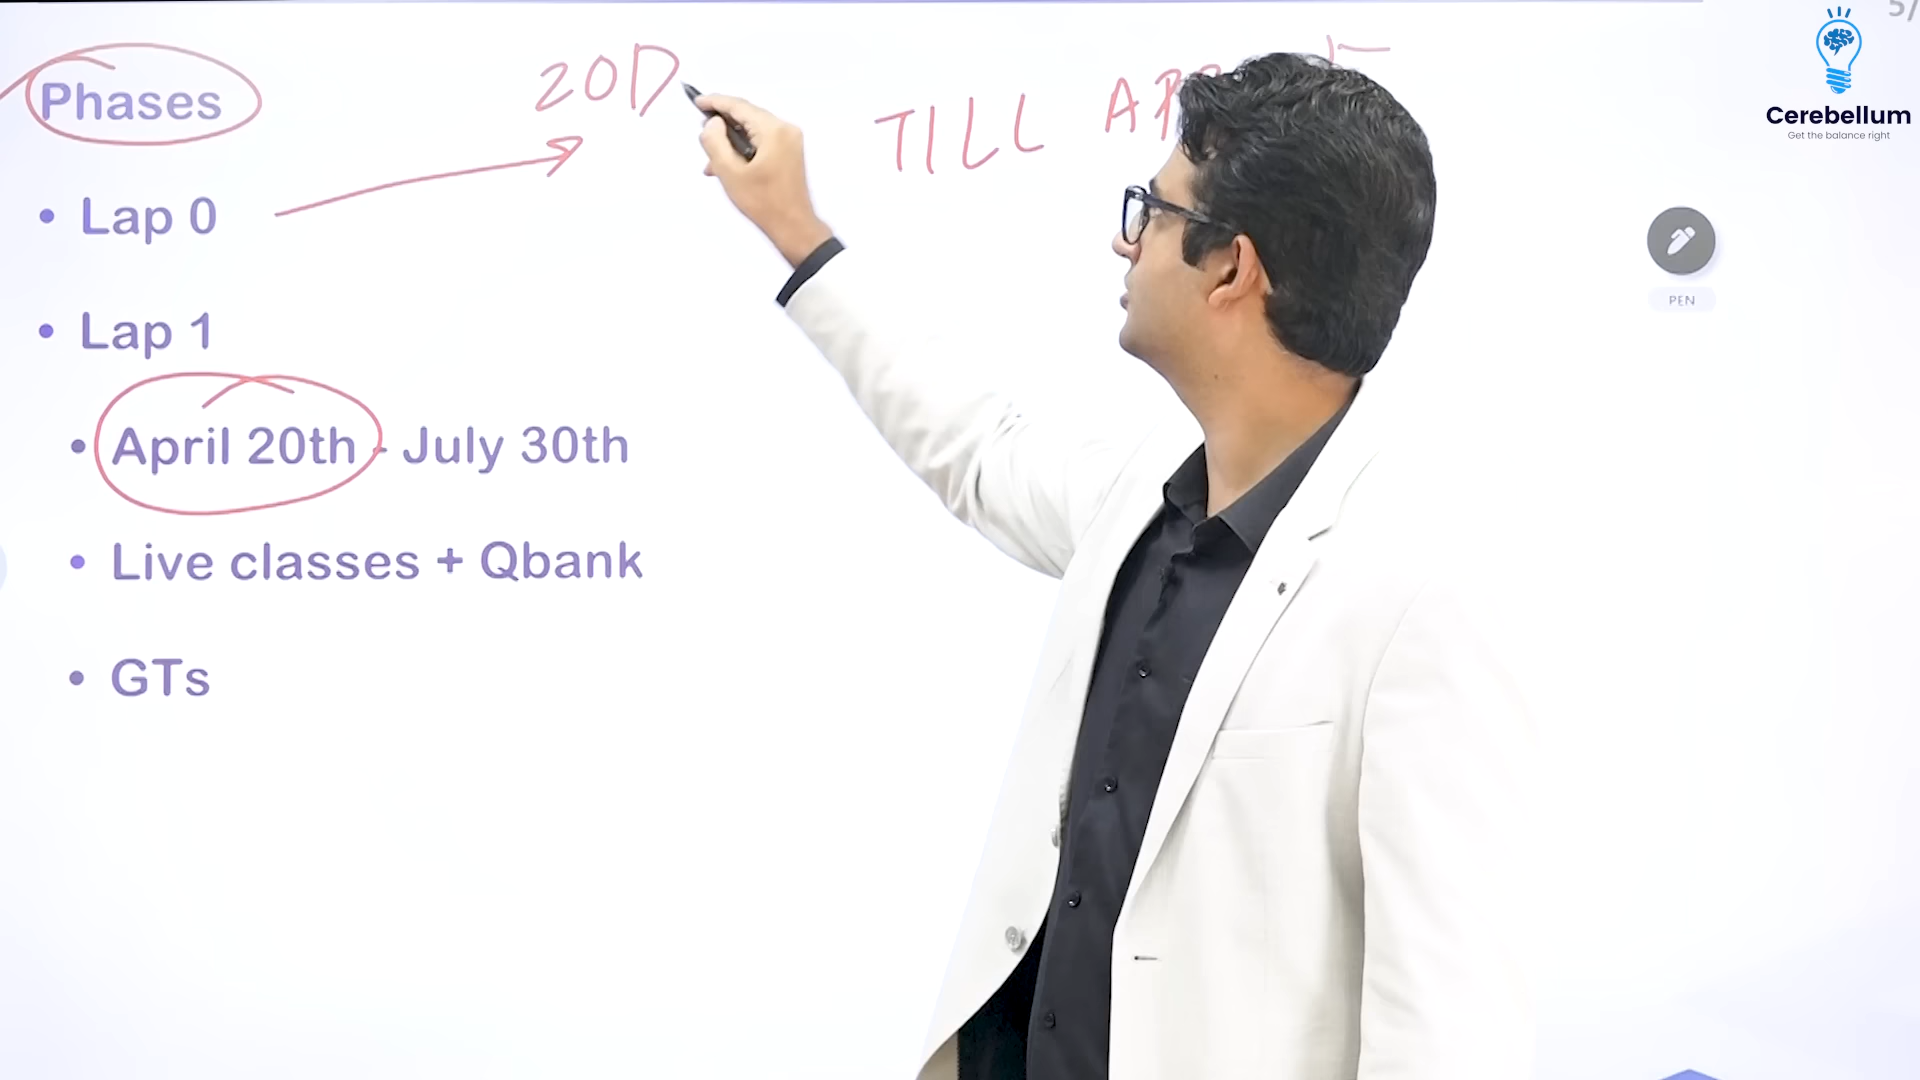 5/
Cerebellum
Get the balance right
20D
TILL
Phases
Lap 0
PEN
Lap 1
April 20th - July 30th
Live classes + Qbank
GTs